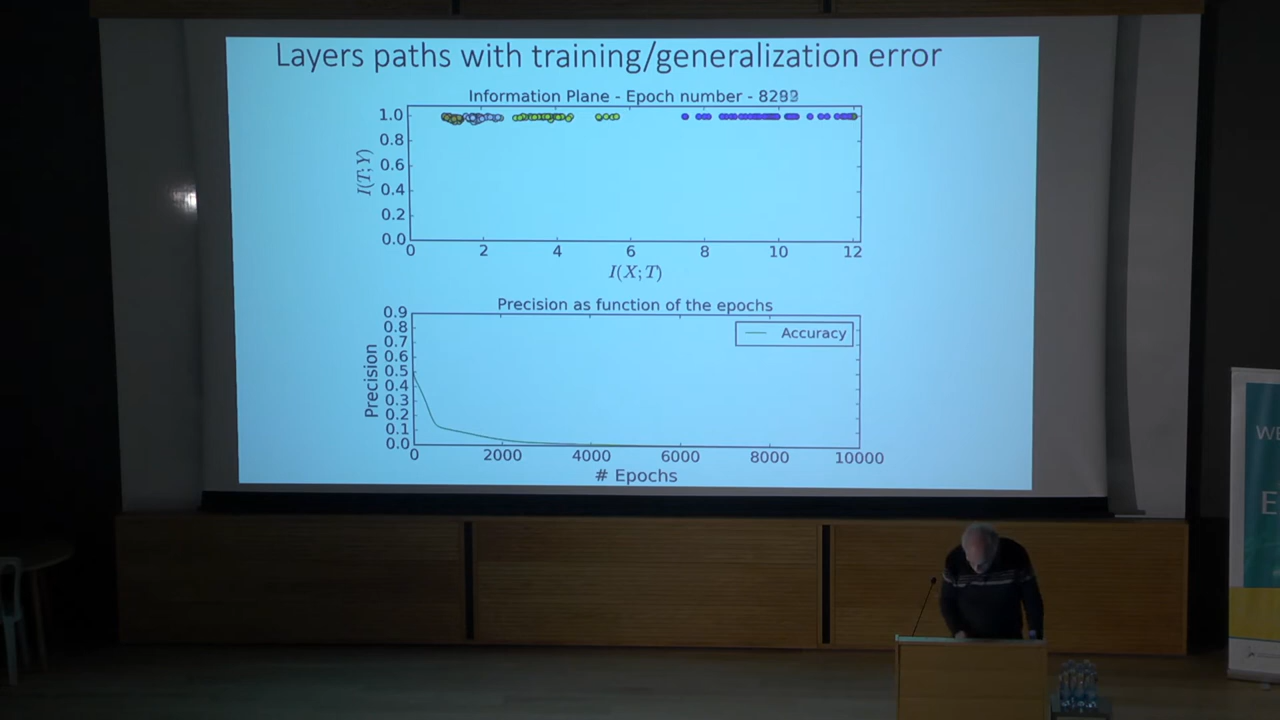 Layers paths with training/generalization error
Information Plane - Epoch number -
1.0
0.8
0.6
0.4
0.2
0.0
I(T;Y)
0 2 4 6 8 10 12
I(X;T)
Precision as function of the epochs
0.9
0.8
0.7
0.6
0.5
0.4
0.3
0.2
0.1
0.0
Precision
Accuracy
0 2000 4000 6000 8000 10000
# Epochs
WE
E